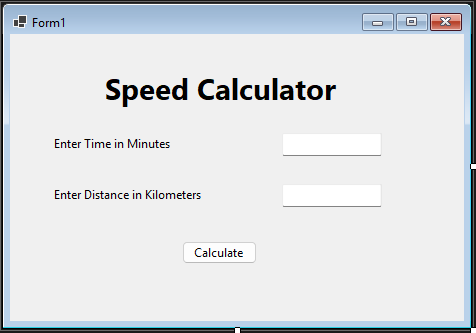 Form1
Speed Calculator
Enter Time in Minutes
Enter Distance in Kilometers
Calculate